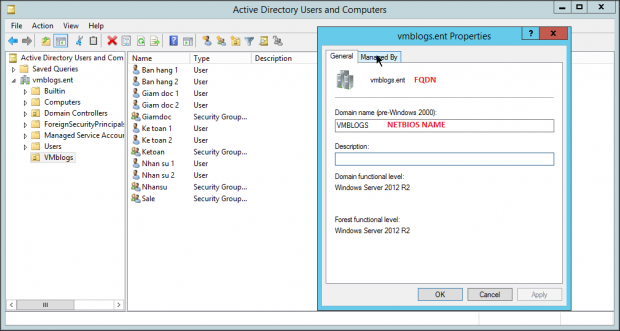 Active Directory Users and Computers
File Action View Help
Active Directory Users and Com
Saved Queries
vmblogs.ent
Builtin
Computers
Domain Controllers
ForeignSecurityPrincipals
Managed Service Accoun
Users
VMblogs
Name Type Description
Ban hang 1 User
Ban hang 2 User
Giam doc 1 User
Giam doc 2 User
Giamdoc Security Group...
Ke toan 1 User
Ke toan 2 User
Ketoan Security Group...
Nhan su 1 User
Nhan su 2 User
Nhansu Security Group...
Sale Security Group...
vmblogs.ent Properties
General Managed By
vmblogs.ent FQDN
Domain name (pre-Windows 2000):
VMBLOGS NETBIOS NAME
Description:
Domain functional level:
Windows Server 2012 R2
Forest functional level:
Windows Server 2012 R2
OK Cancel Apply